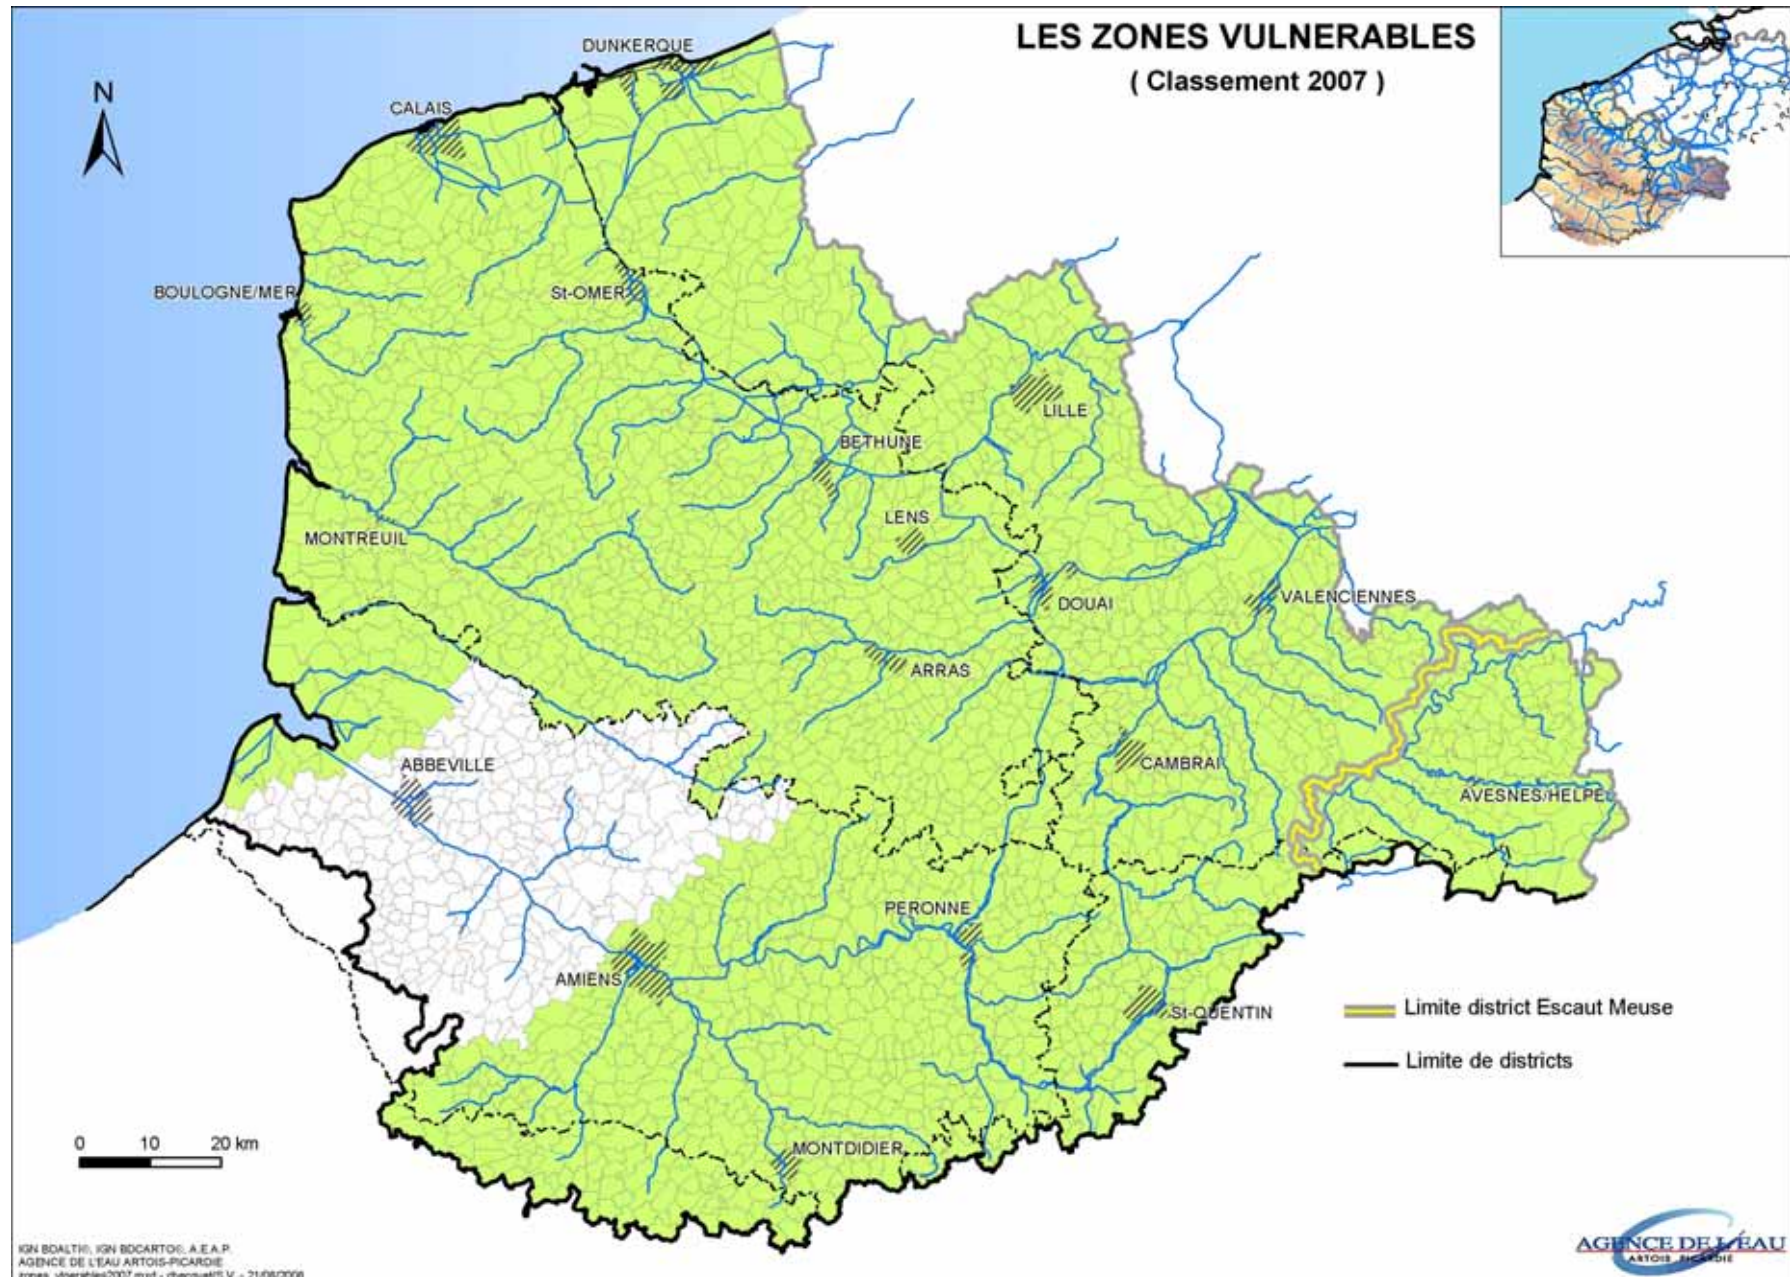 LES ZONES VULNERABLES
( Classement 2007 )
N
DUNKERQUE
CALAIS
BOULOGNE/MER
St-OMER
LILLE
BETHUNE
LENS
MONTREUIL
DOUAI
VALENCIENNES
ARRAS
ABBEVILLE
CAMBRAI
AVESNES/HELPE
PERONNE
AMIENS
St-QUENTIN
MONTDIDIER
Limite district Escaut Meuse
Limite de districts
0 10 20 km
IGN BDALTI©, IGN BDCARTO©, A.E.A.P.
AGENCE DE L'EAU ARTOIS-PICARDIE
AGENCE DE L'EAU
ARTOIS PICARDIE